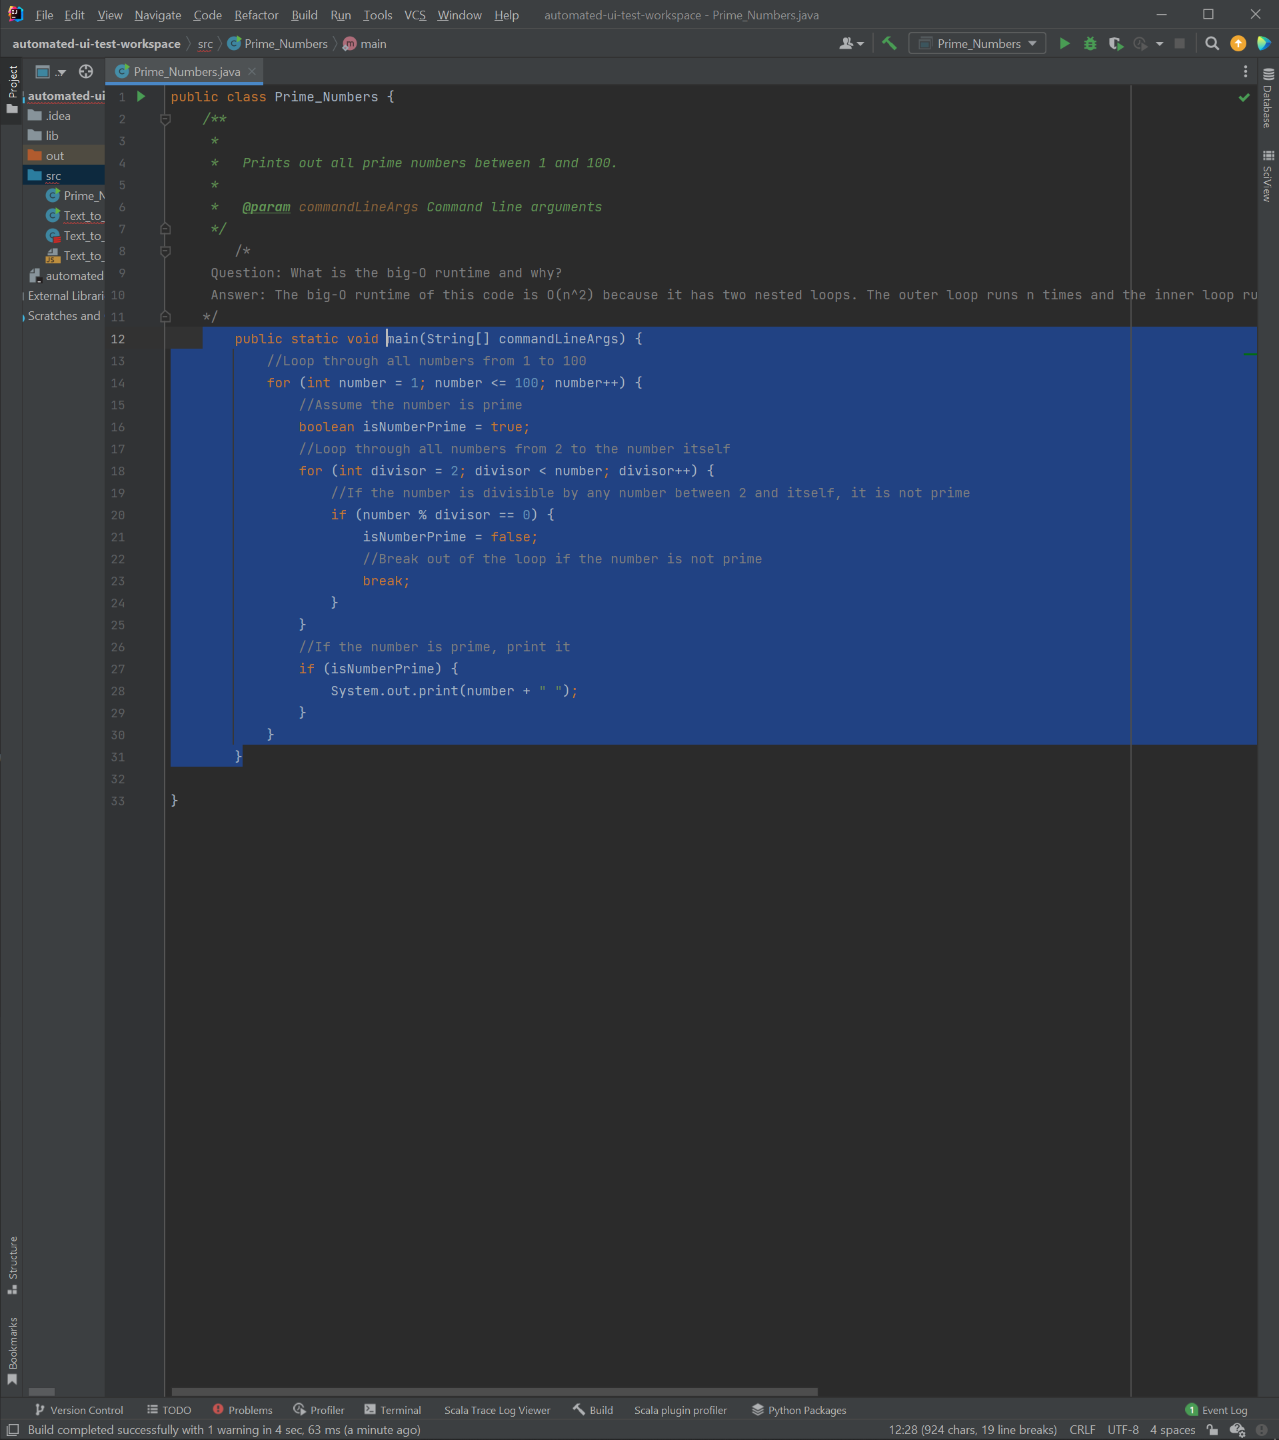 File Edit View Navigate Code Refactor Build Run Tools VCS Window Help automated-ui-test-workspace - Prime_Numbers.java
automated-ui-test-workspace src Prime_Numbers main Prime_Numbers
Project
Prime_Numbers.java
automated-ui
.idea
lib
out
src
Prime_N
Text_to_
Text_to_
Text_to_
automated
External Librari
Scratches and
1 public class Prime_Numbers {
2 /**
3 *
4 * Prints out all prime numbers between 1 and 100.
5 *
6 * @param commandLineArgs Command line arguments
7 */
8 /*
9 Question: What is the big-O runtime and why?
10 Answer: The big-O runtime of this code is O(n^2) because it has two nested loops. The outer loop runs n times and the inner loop ru
11 */
12 public static void main(String[] commandLineArgs) {
13 //Loop through all numbers from 1 to 100
14 for (int number = 1; number <= 100; number++) {
15 //Assume the number is prime
16 boolean isNumberPrime = true;
17 //Loop through all numbers from 2 to the number itself
18 for (int divisor = 2; divisor < number; divisor++) {
19 //If the number is divisible by any number between 2 and itself, it is not prime
20 if (number % divisor == 0) {
21 isNumberPrime = false;
22 //Break out of the loop if the number is not prime
23 break;
24 }
25 }
26 //If the number is prime, print it
27 if (isNumberPrime) {
28 System.out.print(number + " ");
29 }
30 }
31 }
32
33 }
Database
SciView
Structure
Bookmarks
Version Control TODO Problems Profiler Terminal Scala Trace Log Viewer Build Scala plugin profiler Python Packages 1 Event Log
Build completed successfully with 1 warning in 4 sec, 63 ms (a minute ago) 12:28 (924 chars, 19 line breaks) CRLF UTF-8 4 spaces